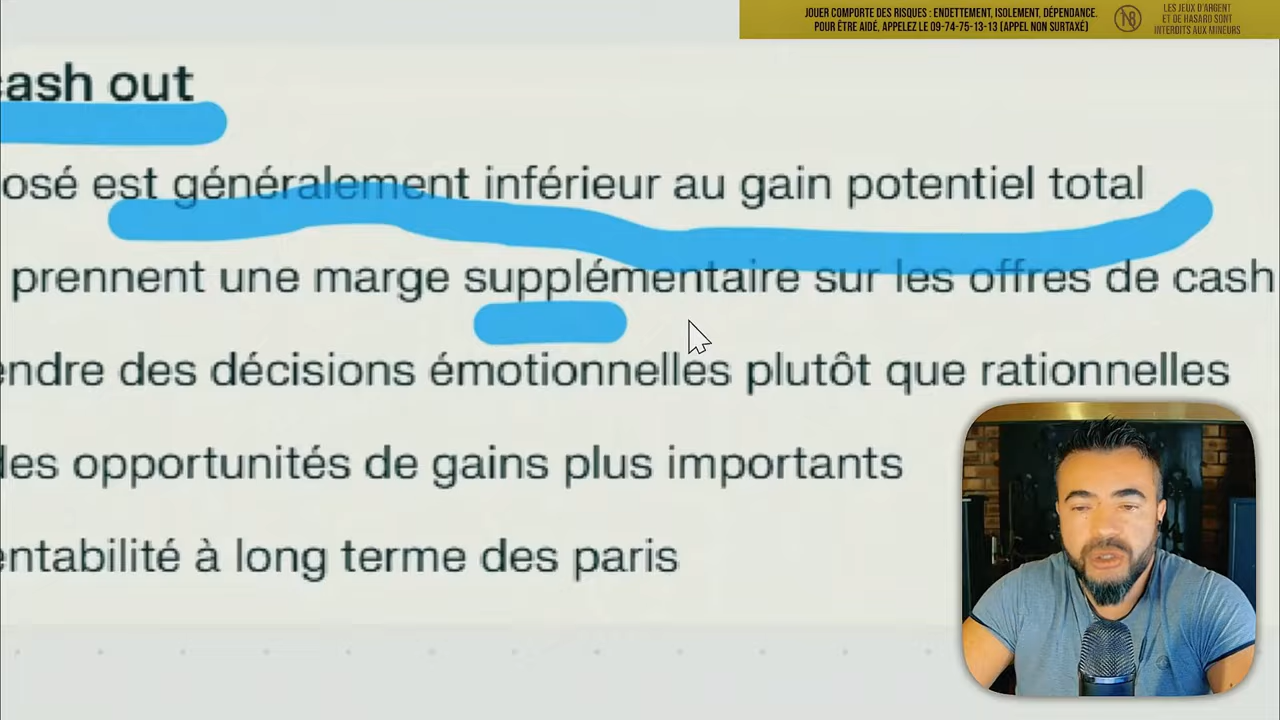 JOUER COMPORTE DES RISQUES : ENDETTEMENT, ISOLEMENT, DÉPENDANCE.
POUR ÊTRE AIDÉ, APPELEZ LE 09-74-75-13-13 (APPEL NON SURTAXÉ)
LES JEUX D'ARGENT
ET DE HASARD SONT
INTERDITS AUX MINEURS
cash out
osé est généralement inférieur au gain potentiel total
prennent une marge supplémentaire sur les offres de cash
endre des décisions émotionnelles plutôt que rationnelles
des opportunités de gains plus importants
entabilité à long terme des paris